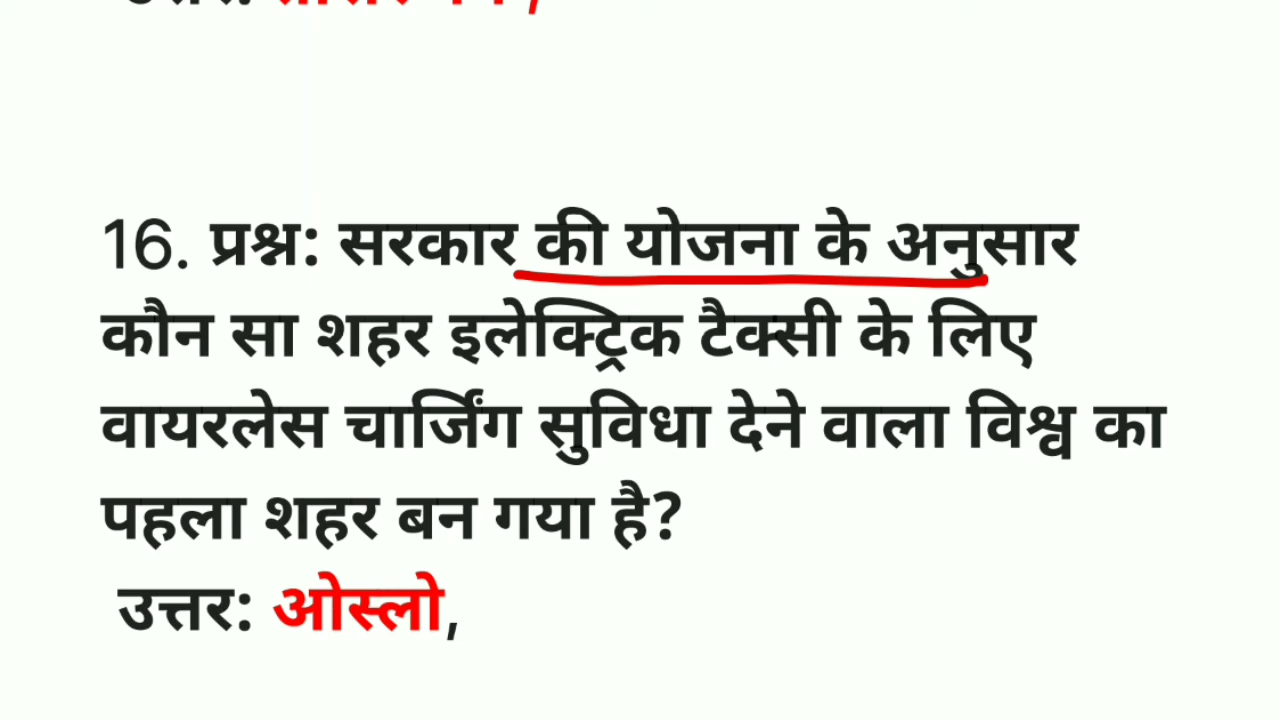 16. प्रश्न: सरकार की योजना के अनुसार
कौन सा शहर इलेक्ट्रिक टैक्सी के लिए
वायरलेस चार्जिंग सुविधा देने वाला विश्व का
पहला शहर बन गया है?
उत्तर: ओस्लो,